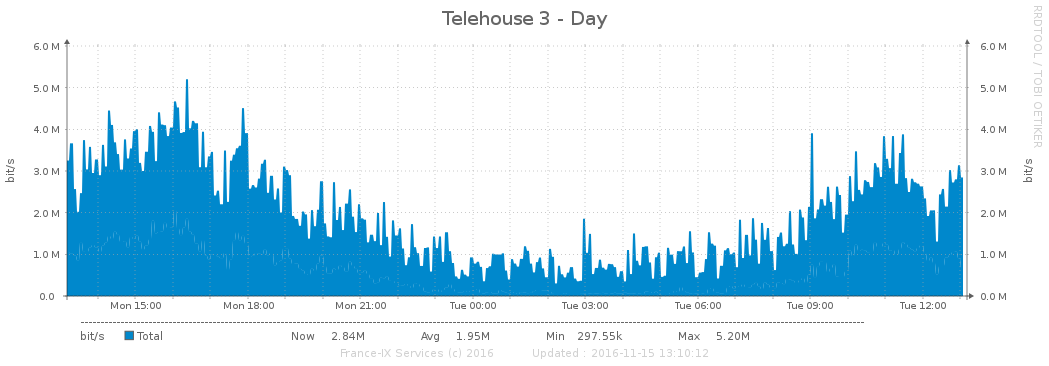 Telehouse 3 - Day
RRDTOOL / TOBI OETIKER
6.0 M 6.0 M
5.0 M 5.0 M
4.0 M 4.0 M
3.0 M 3.0 M
2.0 M 2.0 M
1.0 M 1.0 M
0.0 0.0 M
bit/s bit/s
Mon 15:00 Mon 18:00 Mon 21:00 Tue 00:00 Tue 03:00 Tue 06:00 Tue 09:00 Tue 12:00
bit/s Total Now 2.84M Avg 1.95M Min 297.55k Max 5.20M
France-IX Services (c) 2016 Updated : 2016-11-15 13:10:12